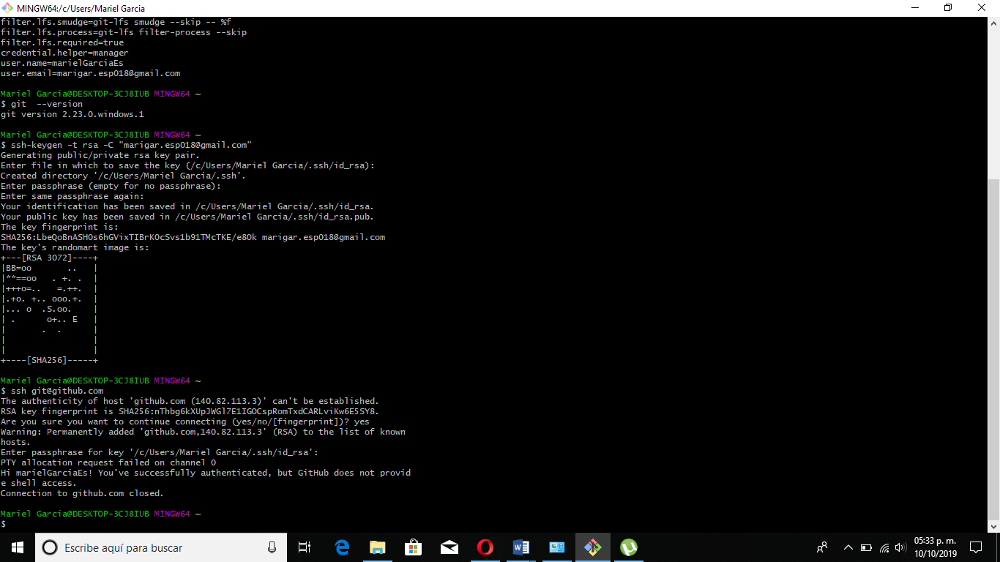 MINGW64:/c/Users/Mariel Garcia
filter.lfs.smudge=git-lfs smudge --skip -- %f
filter.lfs.process=git-lfs filter-process --skip
filter.lfs.required=true
credential.helper=manager
user.name=marielGarciaEs
user.email=marigar.esp018@gmail.com
Mariel Garcia@DESKTOP-3CJ8IUB MINGW64 ~
$ git  --version
git version 2.23.0.windows.1
Mariel Garcia@DESKTOP-3CJ8IUB MINGW64 ~
$ ssh-keygen -t rsa -C "marigar.esp018@gmail.com"
Generating public/private rsa key pair.
Enter file in which to save the key (/c/Users/Mariel Garcia/.ssh/id_rsa):
Created directory '/c/Users/Mariel Garcia/.ssh'.
Enter passphrase (empty for no passphrase):
Enter same passphrase again:
Your identification has been saved in /c/Users/Mariel Garcia/.ssh/id_rsa.
Your public key has been saved in /c/Users/Mariel Garcia/.ssh/id_rsa.pub.
The key fingerprint is:
SHA256:LbeQoBnASHOs6hGVixTIBrKOcSvs1b91TMcTKE/e8Ok marigar.esp018@gmail.com
The key's randomart image is:
+---[RSA 3072]----+
|BB=oo       ..   |
|**==oo   . +. .  |
|+++o=..   =.++.  |
|.+o. +.. ooo.+.  |
|... o  .S.oo.    |
| .      o+.. E   |
|       .  .      |
|                 |
|                 |
+----[SHA256]-----+
Mariel Garcia@DESKTOP-3CJ8IUB MINGW64 ~
$ ssh git@github.com
The authenticity of host 'github.com (140.82.113.3)' can't be established.
RSA key fingerprint is SHA256:nThbg6kXUpJWGl7E1IGOCspRomTxdCARLviKw6E5SY8.
Are you sure you want to continue connecting (yes/no/[fingerprint])? yes
Warning: Permanently added 'github.com,140.82.113.3' (RSA) to the list of known
hosts.
Enter passphrase for key '/c/Users/Mariel Garcia/.ssh/id_rsa':
PTY allocation request failed on channel 0
Hi marielGarciaEs! You've successfully authenticated, but GitHub does not provid
e shell access.
Connection to github.com closed.
Mariel Garcia@DESKTOP-3CJ8IUB MINGW64 ~
$
Escribe aquí para buscar
05:33 p. m.
10/10/2019